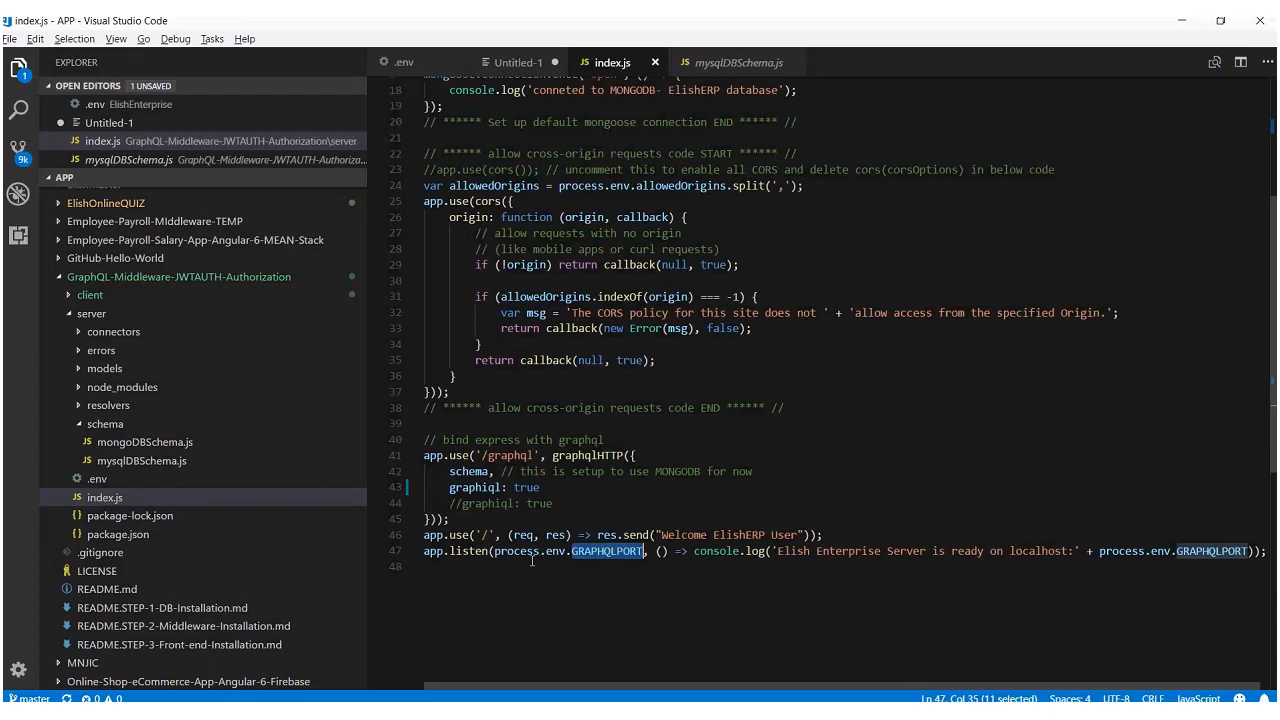 index.js - APP - Visual Studio Code
File Edit Selection View Go Debug Tasks Help
EXPLORER
.env Untitled-1 index.js mysqlDBSchema.js
OPEN EDITORS 1 UNSAVED
.env ElishEnterprise
Untitled-1
index.js GraphQL-Middleware-JWTAUTH-Authorization\server
mysqlDBSchema.js GraphQL-Middleware-JWTAUTH-Authoriza...
APP
ElishOnlineQUIZ
Employee-Payroll-MIddleware-TEMP
Employee-Payroll-Salary-App-Angular-6-MEAN-Stack
GitHub-Hello-World
GraphQL-Middleware-JWTAUTH-Authorization
client
server
connectors
errors
models
node_modules
resolvers
schema
mongoDBSchema.js
mysqlDBSchema.js
.env
index.js
package-lock.json
package.json
.gitignore
LICENSE
README.md
README.STEP-1-DB-Installation.md
README.STEP-2-Middleware-Installation.md
README.STEP-3-Front-end-Installation.md
MNJIC
Online-Shop-eCommerce-App-Angular-6-Firebase
1
9k
18 console.log('conneted to MONGODB- ElishERP database');
19 });
20 // ****** Set up default mongoose connection END ****** //
21
22 // ****** allow cross-origin requests code START ****** //
23 //app.use(cors()); // uncomment this to enable all CORS and delete cors(corsOptions) in below code
24 var allowedOrigins = process.env.allowedOrigins.split(',');
25 app.use(cors({
26 origin: function (origin, callback) {
27 // allow requests with no origin
28 // (like mobile apps or curl requests)
29 if (!origin) return callback(null, true);
30
31 if (allowedOrigins.indexOf(origin) === -1) {
32 var msg = 'The CORS policy for this site does not ' + 'allow access from the specified Origin.';
33 return callback(new Error(msg), false);
34 }
35 return callback(null, true);
36 }
37 }));
38 // ****** allow cross-origin requests code END ****** //
39
40 // bind express with graphql
41 app.use('/graphql', graphqlHTTP({
42 schema, // this is setup to use MONGODB for now
43 graphiql: true
44 //graphiql: true
45 }));
46 app.use('/', (req, res) => res.send("Welcome ElishERP User"));
47 app.listen(process.env.GRAPHQLPORT, () => console.log('Elish Enterprise Server is ready on localhost:' + process.env.GRAPHQLPORT));
48
master 0 0 Ln 47, Col 35 (11 selected) Spaces: 4 UTF-8 CRLF JavaScript